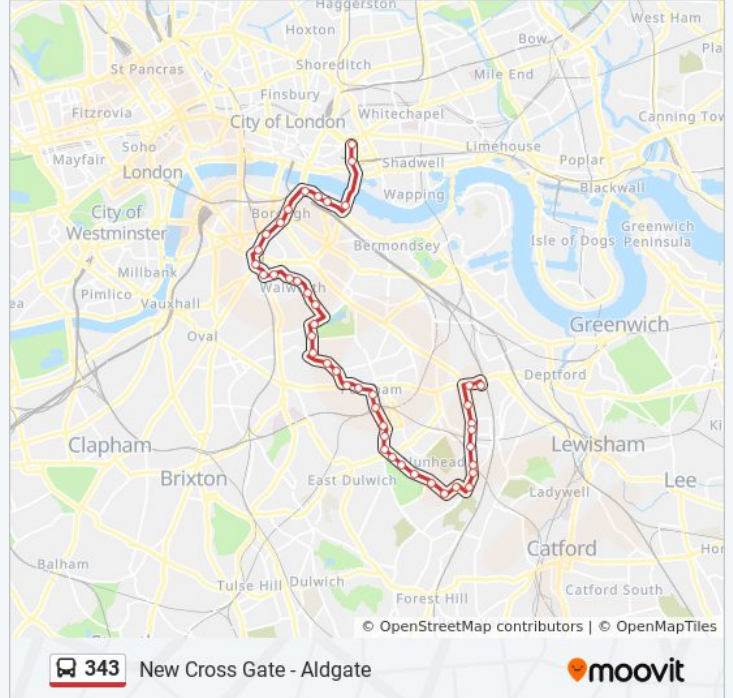 Haggerston
West Ham
Hoxton
Bow
St Pancras
Shoreditch
Mile End
Finsbury
Fitzrovia
City of London
Whitechapel
Canning Tow
Soho
Limehouse
Mayfair
Shadwell
Poplar
London
Wapping
Blackwall
City of
Westminster
Borough
Greenwich
Peninsula
Isle of Dogs
Bermondsey
Millbank
Pimlico
Walworth
Vauxhall
Oval
Greenwich
Deptford
Clapham
Lewisham
Brixton
East Dulwich
Lee
Ladywell
Catford
Balham
Tulse Hill
Dulwich
Forest Hill
Catford South
© OpenStreetMap contributors | © OpenMapTiles
343
New Cross Gate - Aldgate
moovit